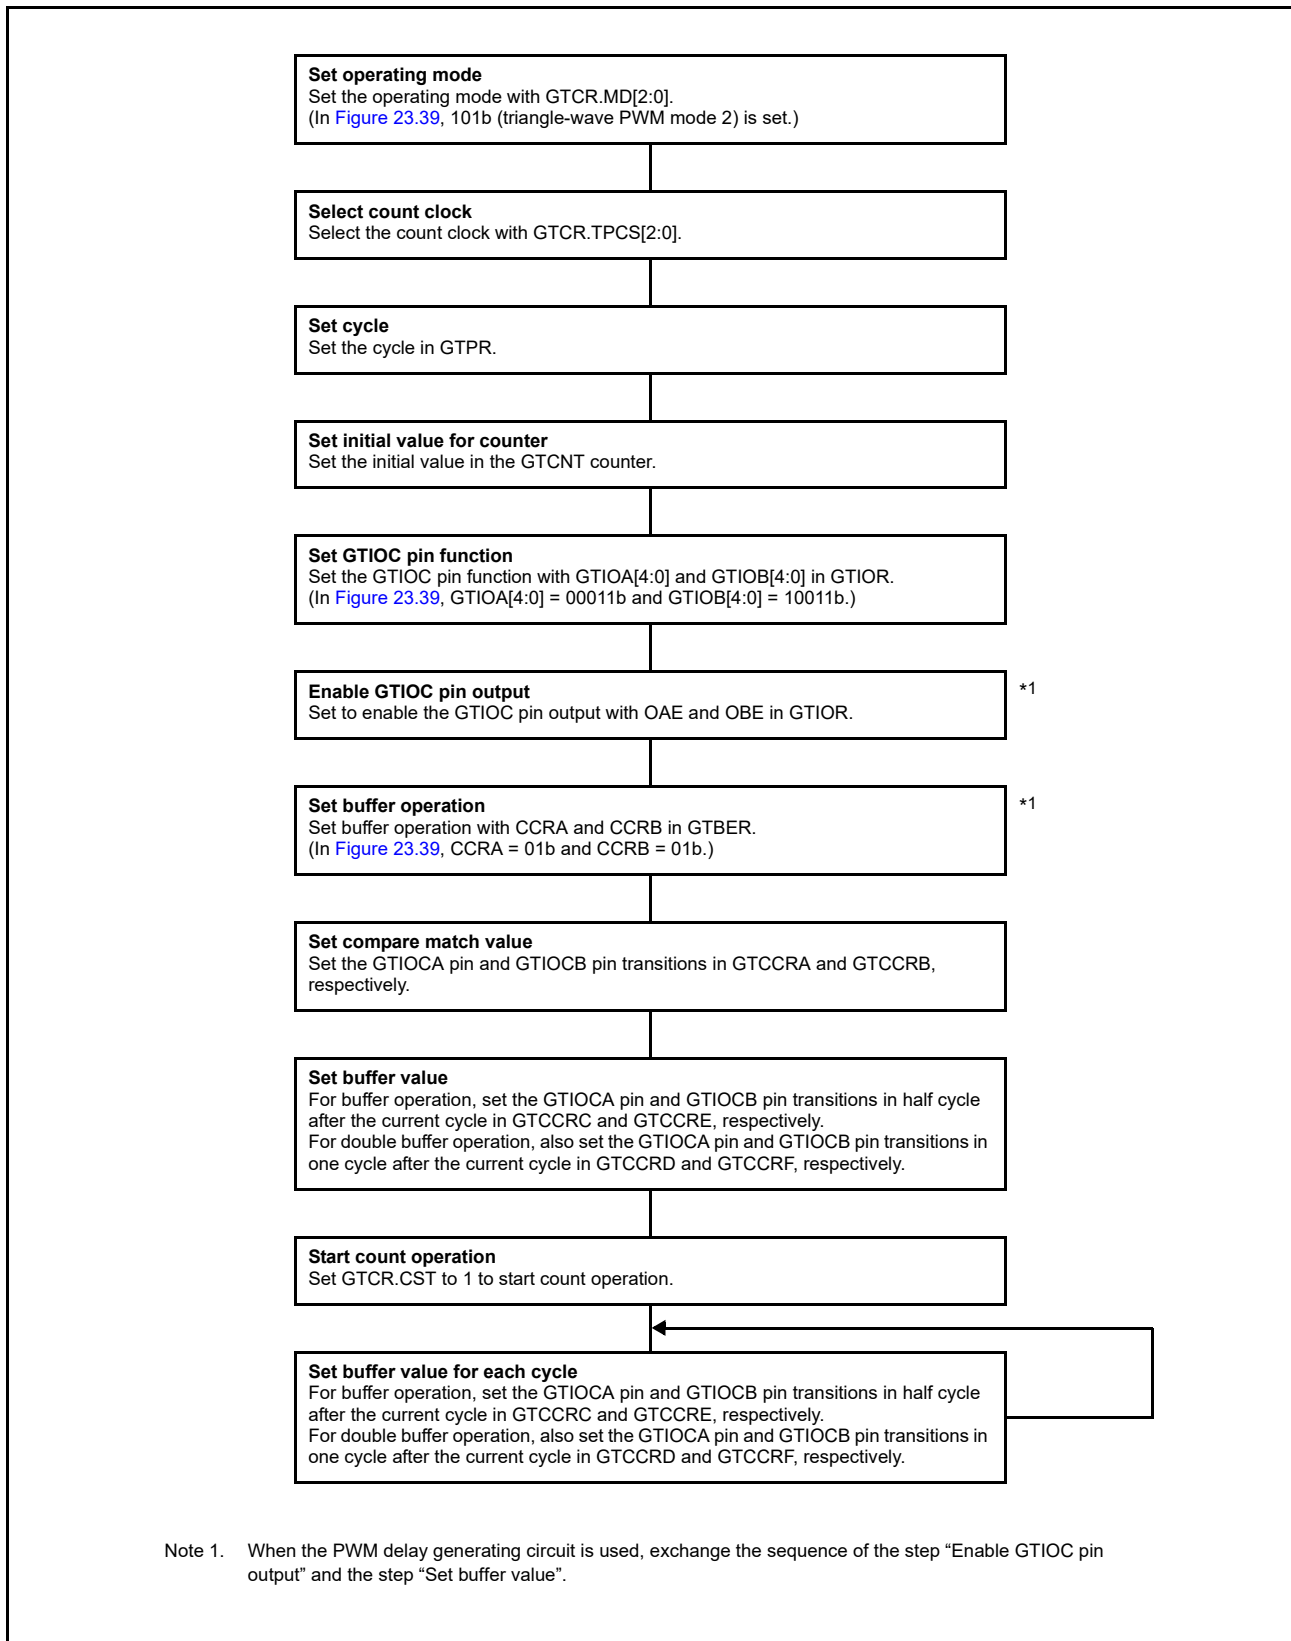 Set operating mode
Set the operating mode with GTCR.MD[2:0].
(In Figure 23.39, 101b (triangle-wave PWM mode 2) is set.)
Select count clock
Select the count clock with GTCR.TPCS[2:0].
Set cycle
Set the cycle in GTPR.
Set initial value for counter
Set the initial value in the GTCNT counter.
Set GTIOC pin function
Set the GTIOC pin function with GTIOA[4:0] and GTIOB[4:0] in GTIOR.
(In Figure 23.39, GTIOA[4:0] = 00011b and GTIOB[4:0] = 10011b.)
Enable GTIOC pin output
Set to enable the GTIOC pin output with OAE and OBE in GTIOR.
*1
Set buffer operation
Set buffer operation with CCRA and CCRB in GTBER.
(In Figure 23.39, CCRA = 01b and CCRB = 01b.)
*1
Set compare match value
Set the GTIOCA pin and GTIOCB pin transitions in GTCCRA and GTCCRB,
respectively.
Set buffer value
For buffer operation, set the GTIOCA pin and GTIOCB pin transitions in half cycle
after the current cycle in GTCCRC and GTCCRE, respectively.
For double buffer operation, also set the GTIOCA pin and GTIOCB pin transitions in
one cycle after the current cycle in GTCCRD and GTCCRF, respectively.
Start count operation
Set GTCR.CST to 1 to start count operation.
Set buffer value for each cycle
For buffer operation, set the GTIOCA pin and GTIOCB pin transitions in half cycle
after the current cycle in GTCCRC and GTCCRE, respectively.
For double buffer operation, also set the GTIOCA pin and GTIOCB pin transitions in
one cycle after the current cycle in GTCCRD and GTCCRF, respectively.
Note 1. When the PWM delay generating circuit is used, exchange the sequence of the step “Enable GTIOC pin
output” and the step “Set buffer value”.